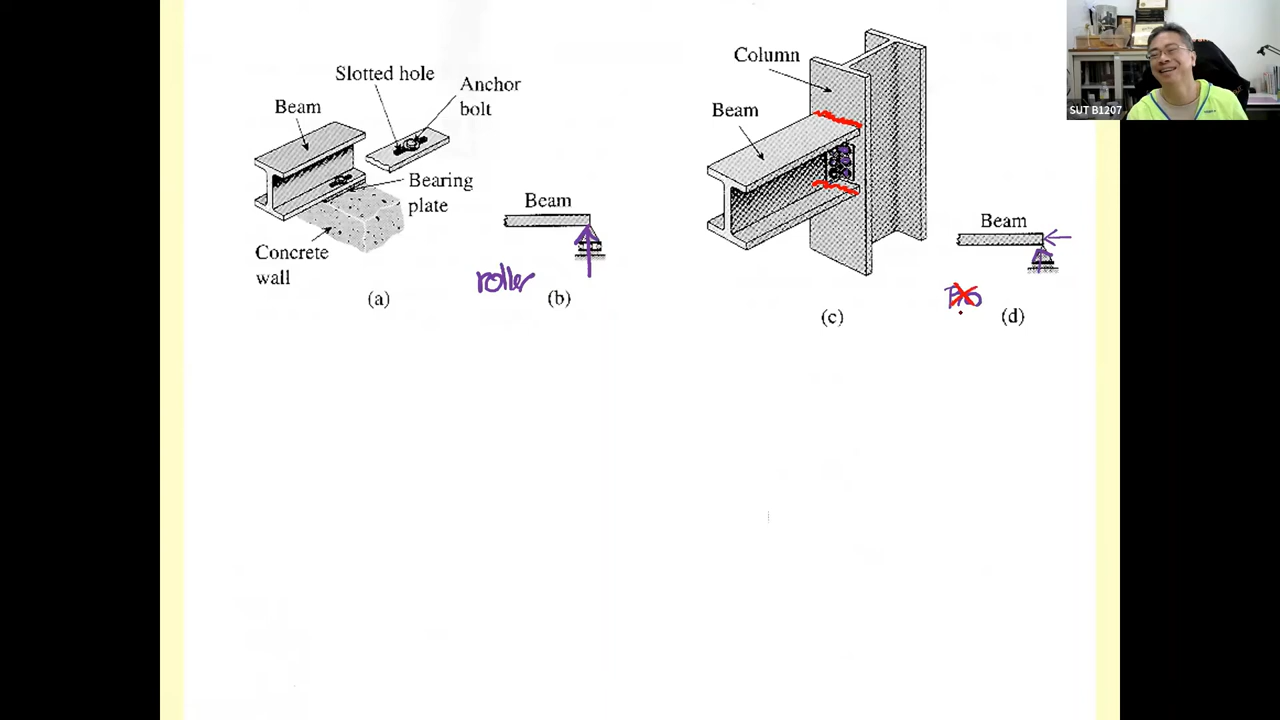 Slotted hole
Anchor
bolt
Beam
Bearing
plate
Beam
Concrete
wall
roller
(a)
(b)
Column
Beam
Beam
(c)
(d)
SUT B1207